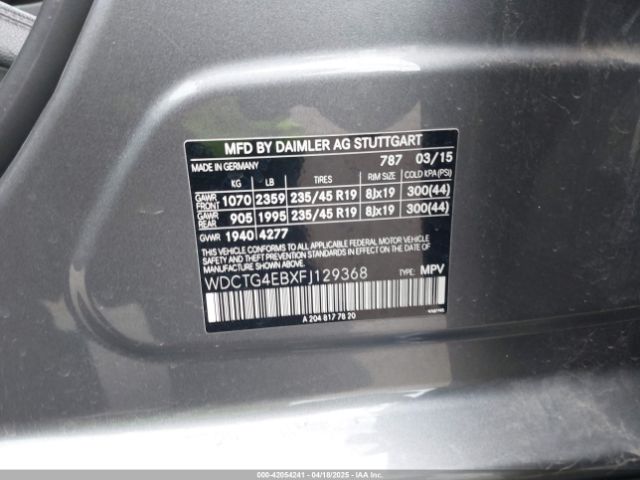 MFD BY DAIMLER AG STUTTGART
MADE IN GERMANY 787 03/15
KG LB TIRES RIM SIZE COLD KPA (PSI)
GAWR FRONT 1070 2359 235/45 R19 8Jx19 300(44)
GAWR REAR 905 1995 235/45 R19 8Jx19 300(44)
GVWR 1940 4277
THIS VEHICLE CONFORMS TO ALL APPLICABLE FEDERAL MOTOR VEHICLE
SAFETY, BUMPER AND THEFT PREVENTION STANDARDS IN EFFECT
ON THE DATE OF MANUFACTURE SHOWN ABOVE.
WDCTG4EBXFJ129368 TYPE: MPV
A 204 817 78 20
000-42054241 - 04/18/2025 - IAAI.com